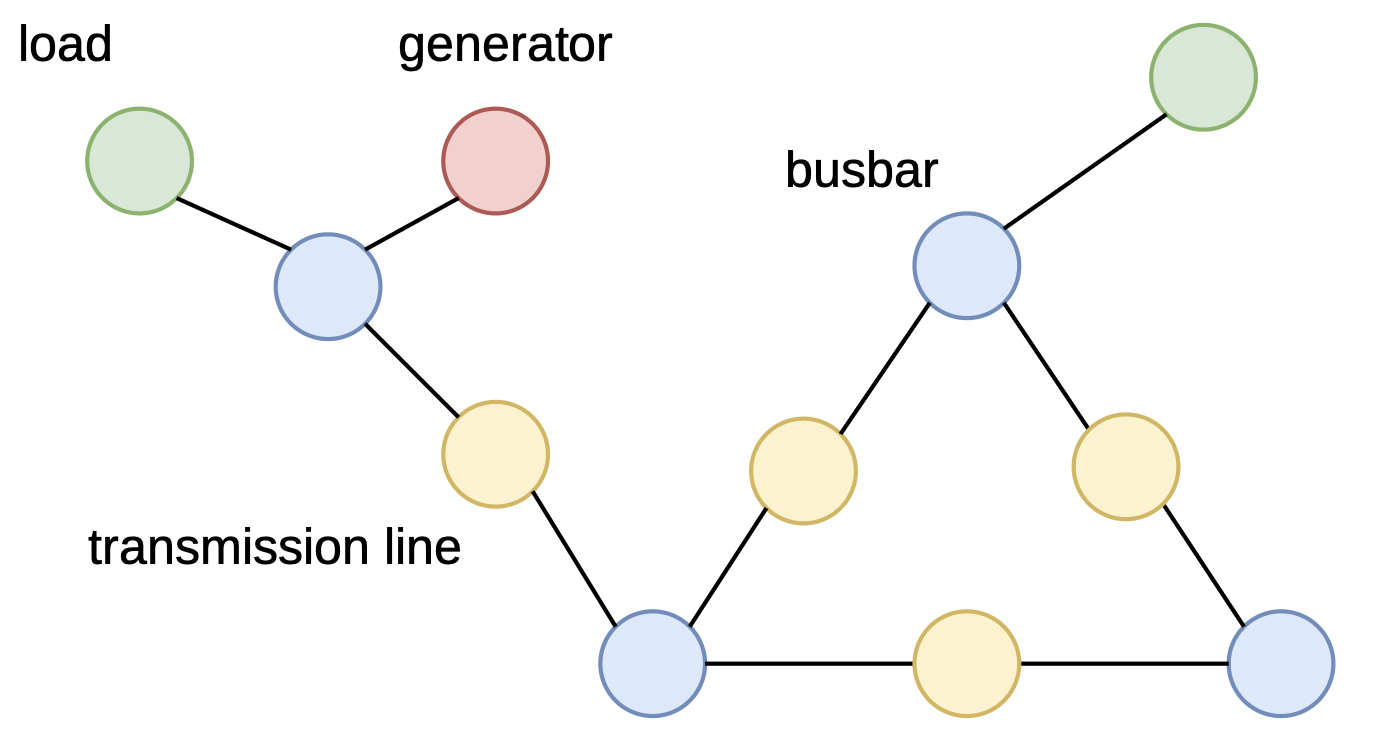 load
generator
busbar
transmission line